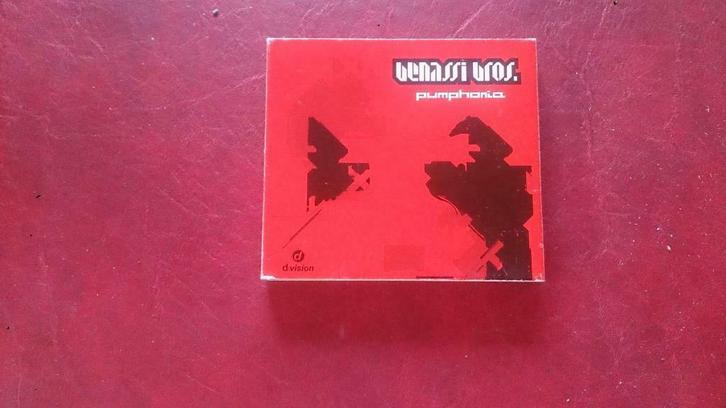 benassi bros.
pumphonia
d
d:vision